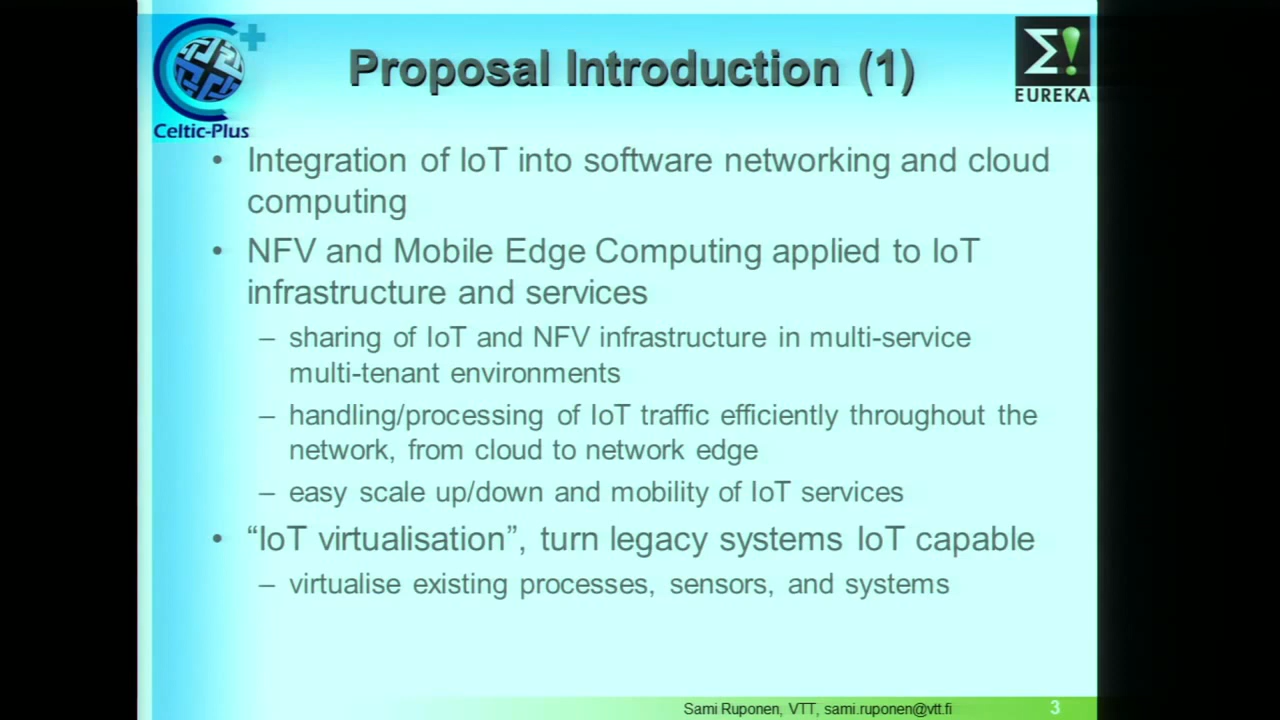 Proposal Introduction (1)
Celtic-Plus
EUREKA
• Integration of IoT into software networking and cloud
computing
• NFV and Mobile Edge Computing applied to IoT
infrastructure and services
– sharing of IoT and NFV infrastructure in multi-service
multi-tenant environments
– handling/processing of IoT traffic efficiently throughout the
network, from cloud to network edge
– easy scale up/down and mobility of IoT services
• “IoT virtualisation”, turn legacy systems IoT capable
– virtualise existing processes, sensors, and systems
Sami Ruponen, VTT, sami.ruponen@vtt.fi
3